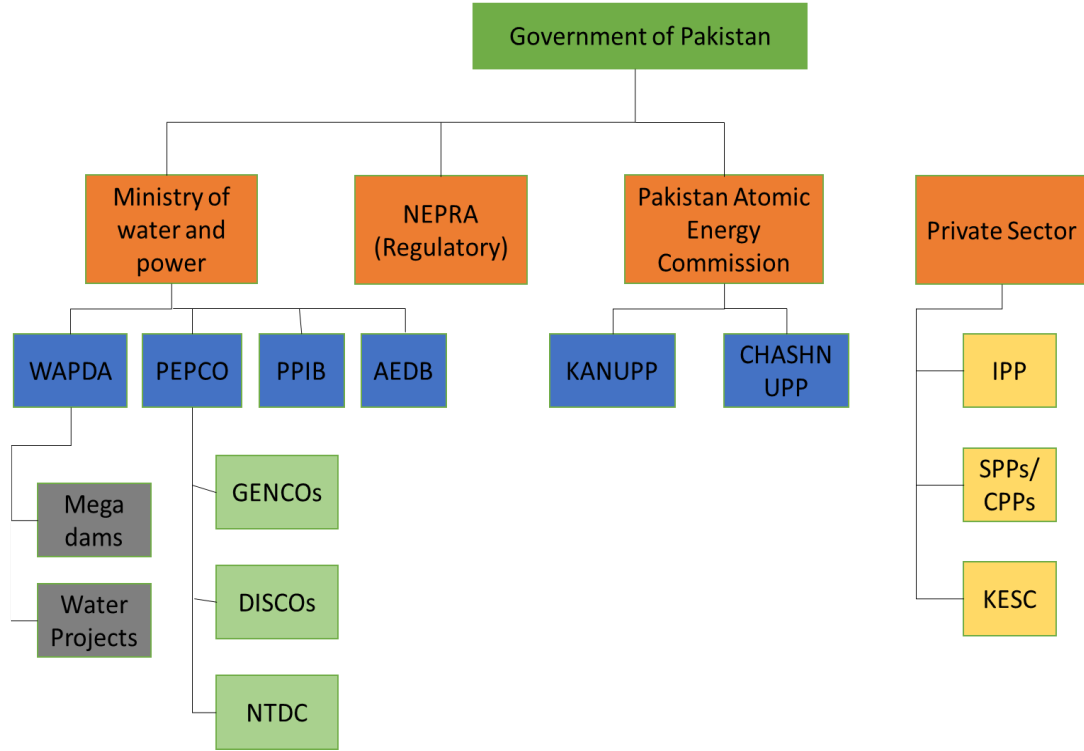 Government of Pakistan
Ministry of
water and
power
NEPRA
(Regulatory)
Pakistan Atomic
Energy
Commission
Private Sector
WAPDA
PEPCO
PPIB
AEDB
KANUPP
CHASHN
UPP
IPP
Mega
dams
GENCOs
SPPs/
CPPs
Water
Projects
DISCOs
KESC
NTDC